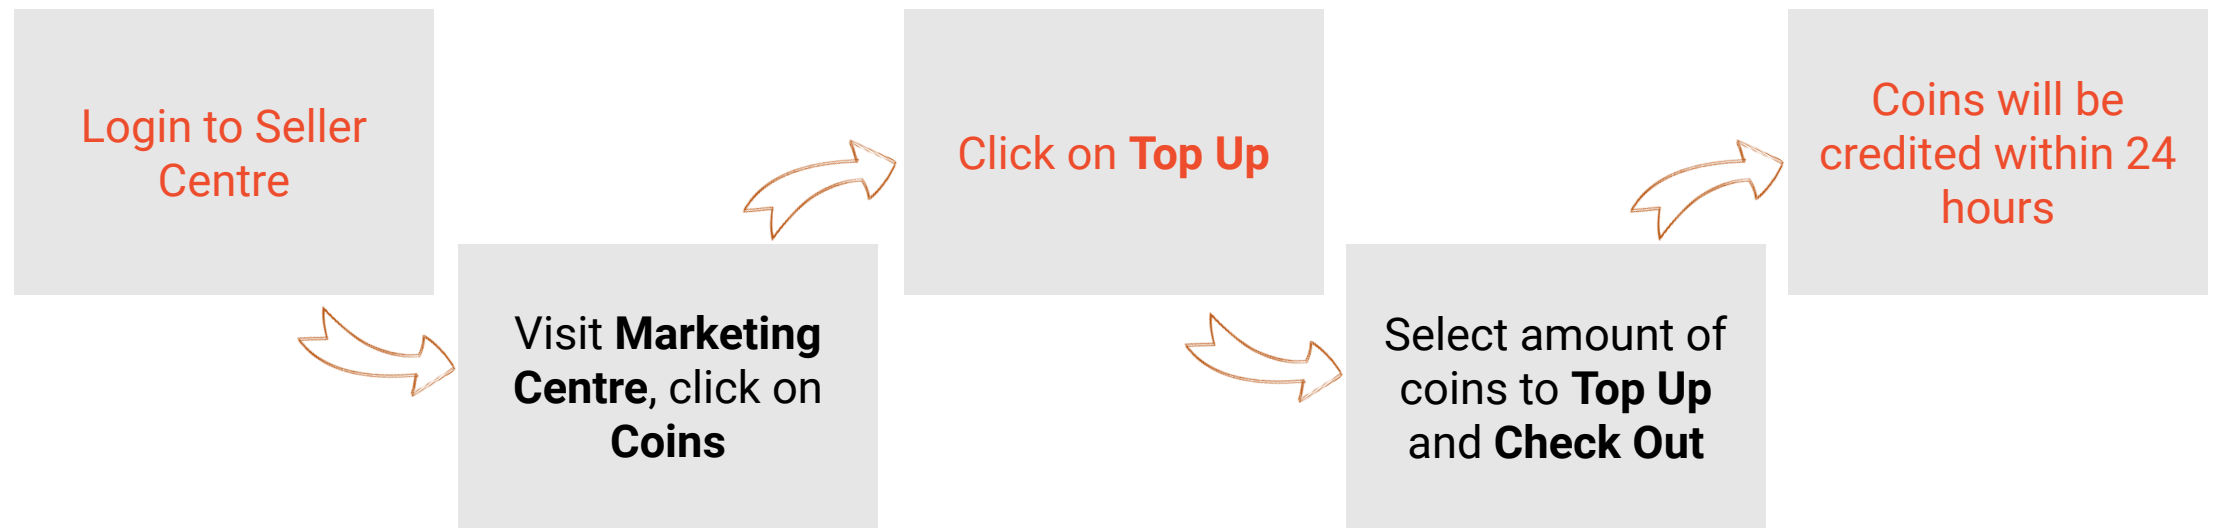 Login to Seller
Centre
Visit Marketing
Centre, click on
Coins
Click on Top Up
Select amount of
coins to Top Up
and Check Out
Coins will be
credited within 24
hours